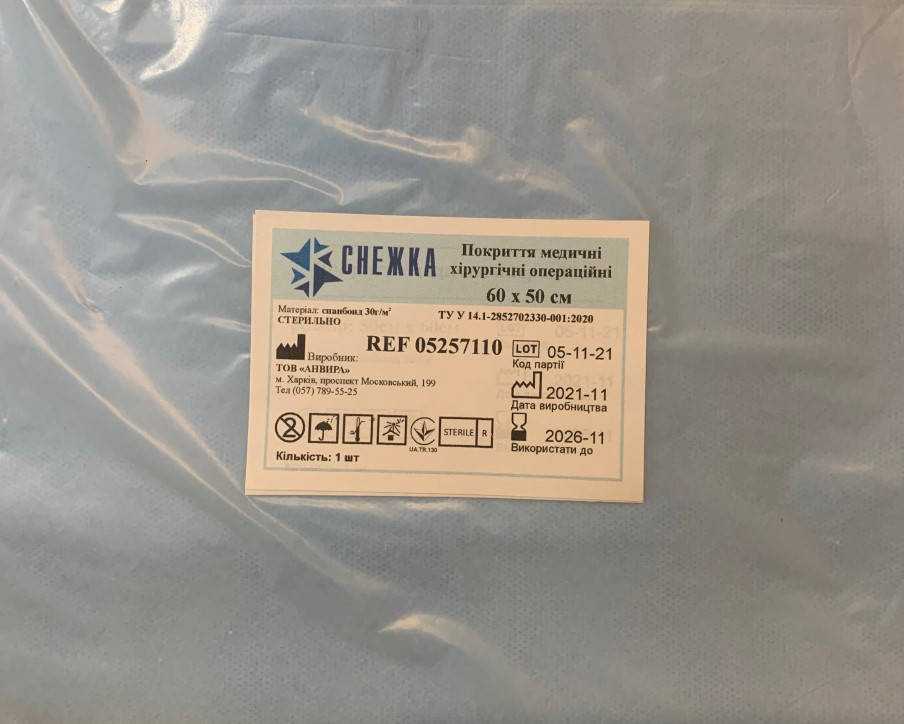 СНЕЖКА
Покриття медичні
хірургічні операційні
60 х 50 см
Матеріал: спанбонд 30г/м²
СТЕРИЛЬНО
ТУ У 14.1-2852702330-001:2020
REF 05257110
Виробник:
ТОВ «АНВИРА»
м. Харків, проспект Московський, 199
Тел (057) 789-55-25
LOT 05-11-21
Код партії
2021-11
Дата виробництва
2026-11
Використати до
2
STERILE R
UA.TR.130
Кількість: 1 шт